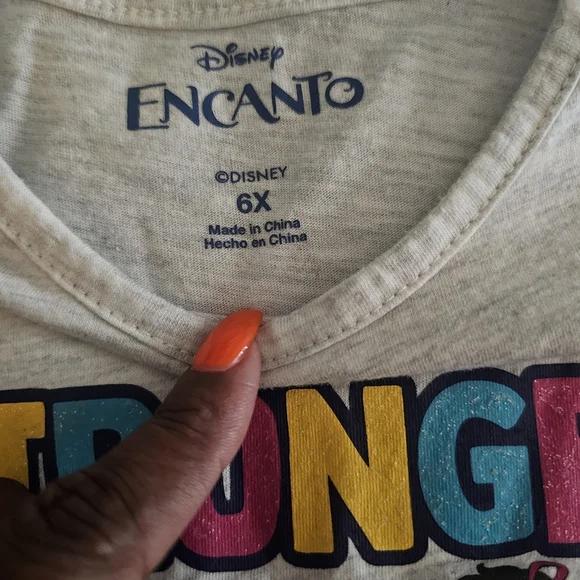 Disney
ENCANTO
©DISNEY
6X
Made in China
Hecho en China